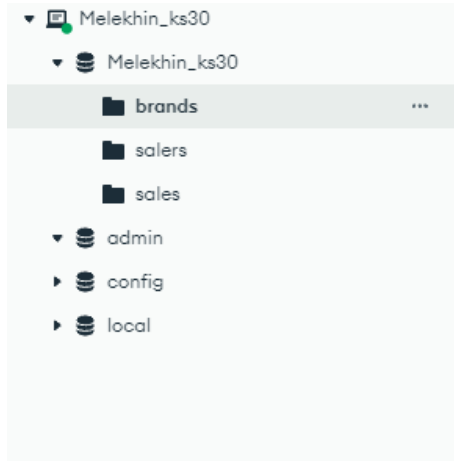 Melekhin_ks30
Melekhin_ks30
brands
salers
sales
admin
config
local